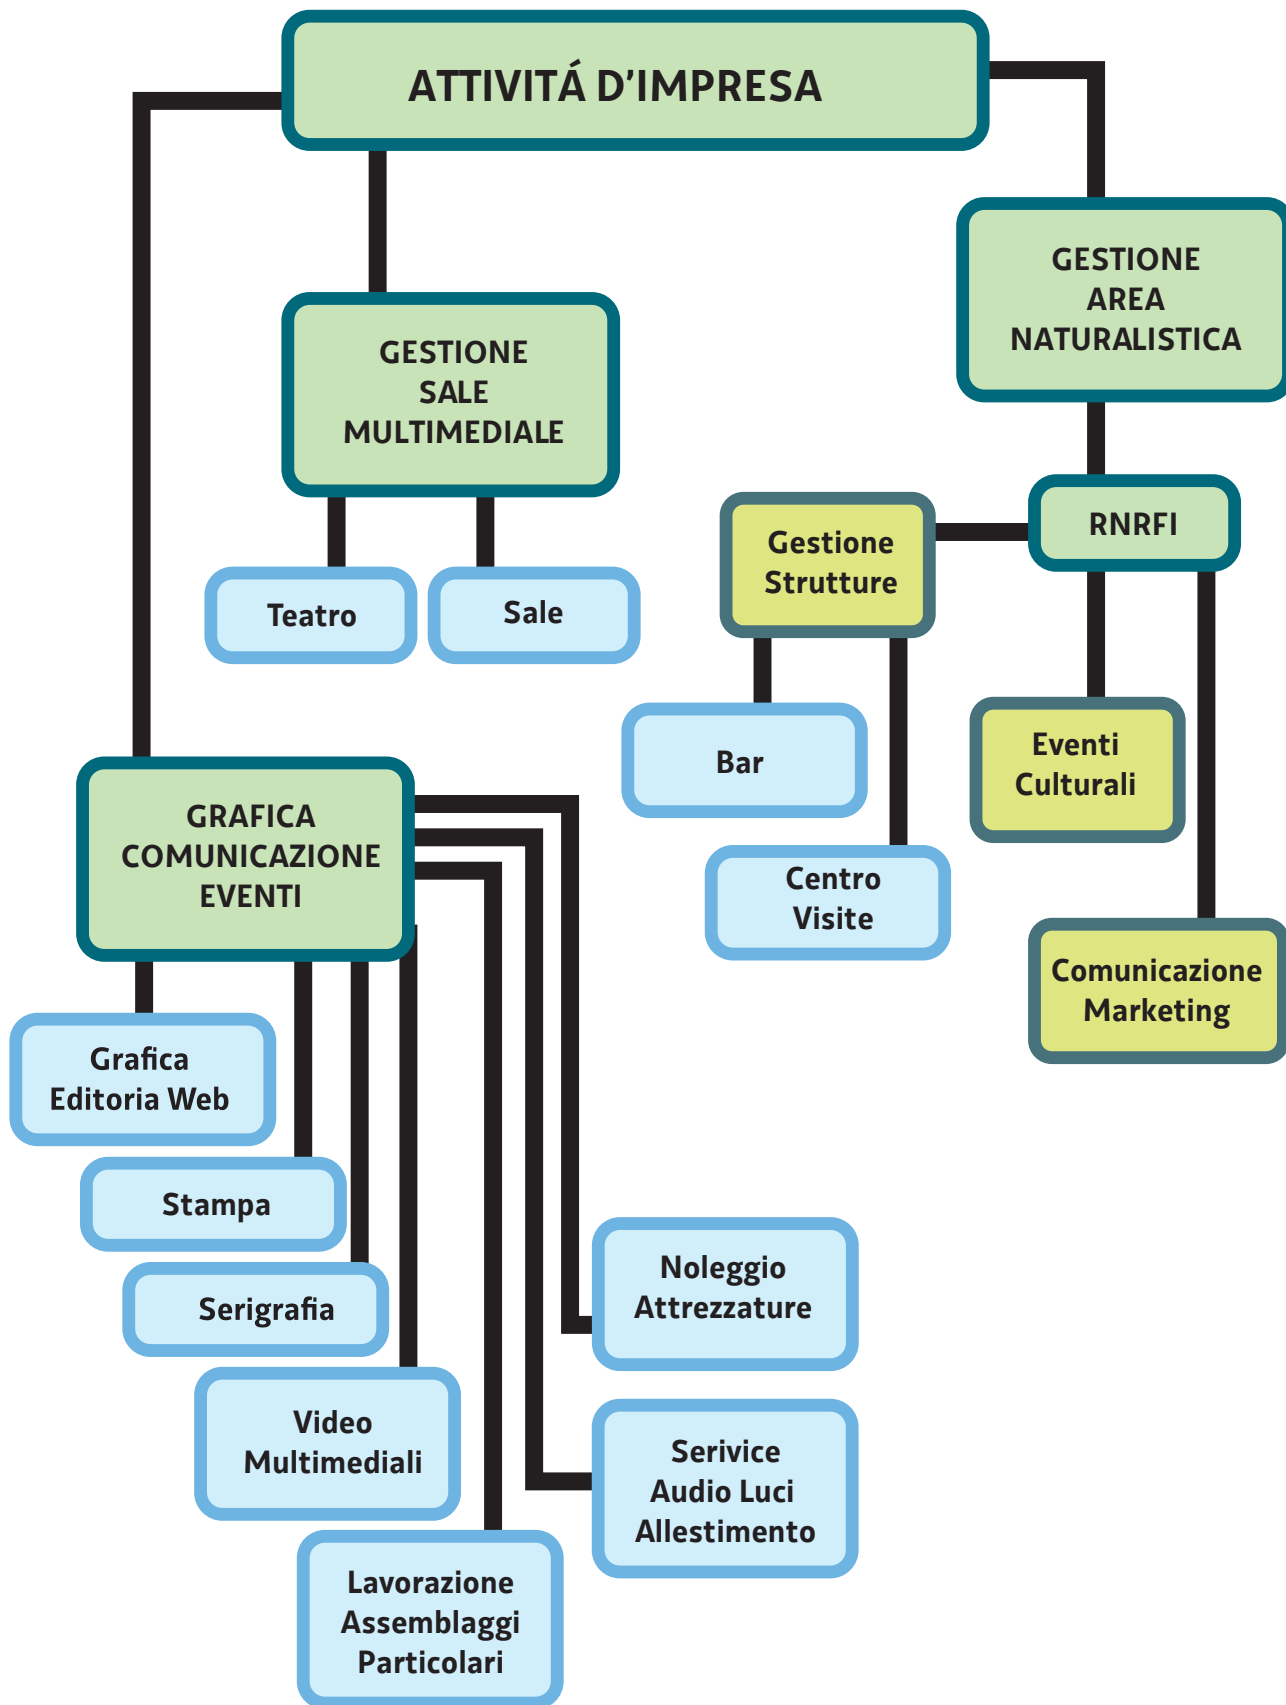 ATTIVITÁ D'IMPRESA
GESTIONE
AREA
NATURALISTICA
GESTIONE
SALE
MULTIMEDIALE
RNRFI
Gestione
Strutture
Teatro
Sale
Bar
Eventi
Culturali
GRAFICA
COMUNICAZIONE
EVENTI
Centro
Visite
Comunicazione
Marketing
Grafica
Editoria Web
Stampa
Serigrafia
Noleggio
Attrezzature
Video
Multimediali
Serivice
Audio Luci
Allestimento
Lavorazione
Assemblaggi
Particolari